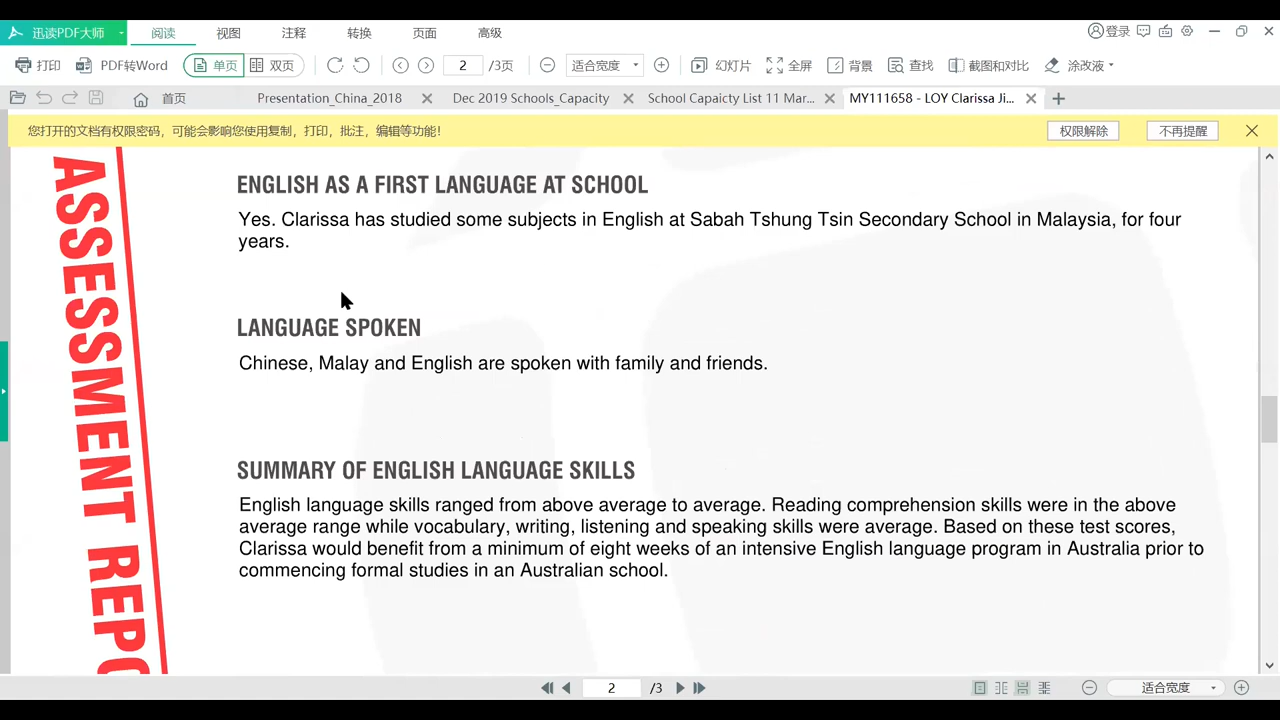 迅读PDF大师
阅读 视图 注释 转换 页面 高级
登录
打印 PDF转Word 单页 双页 2 /3页 适合宽度 幻灯片 全屏 背景 查找 截图和对比 涂改液
首页 Presentation_China_2018 Dec 2019 Schools_Capacity School Capaicty List 11 Mar... MY111658 - LOY Clarissa Ji...
您打开的文档有权限密码，可能会影响您使用复制，打印，批注，编辑等功能！ 权限解除 不再提醒
ASSESSMENT REPO
ENGLISH AS A FIRST LANGUAGE AT SCHOOL
Yes. Clarissa has studied some subjects in English at Sabah Tshung Tsin Secondary School in Malaysia, for four
years.
LANGUAGE SPOKEN
Chinese, Malay and English are spoken with family and friends.
SUMMARY OF ENGLISH LANGUAGE SKILLS
English language skills ranged from above average to average. Reading comprehension skills were in the above
average range while vocabulary, writing, listening and speaking skills were average. Based on these test scores,
Clarissa would benefit from a minimum of eight weeks of an intensive English language program in Australia prior to
commencing formal studies in an Australian school.
2 /3 适合宽度